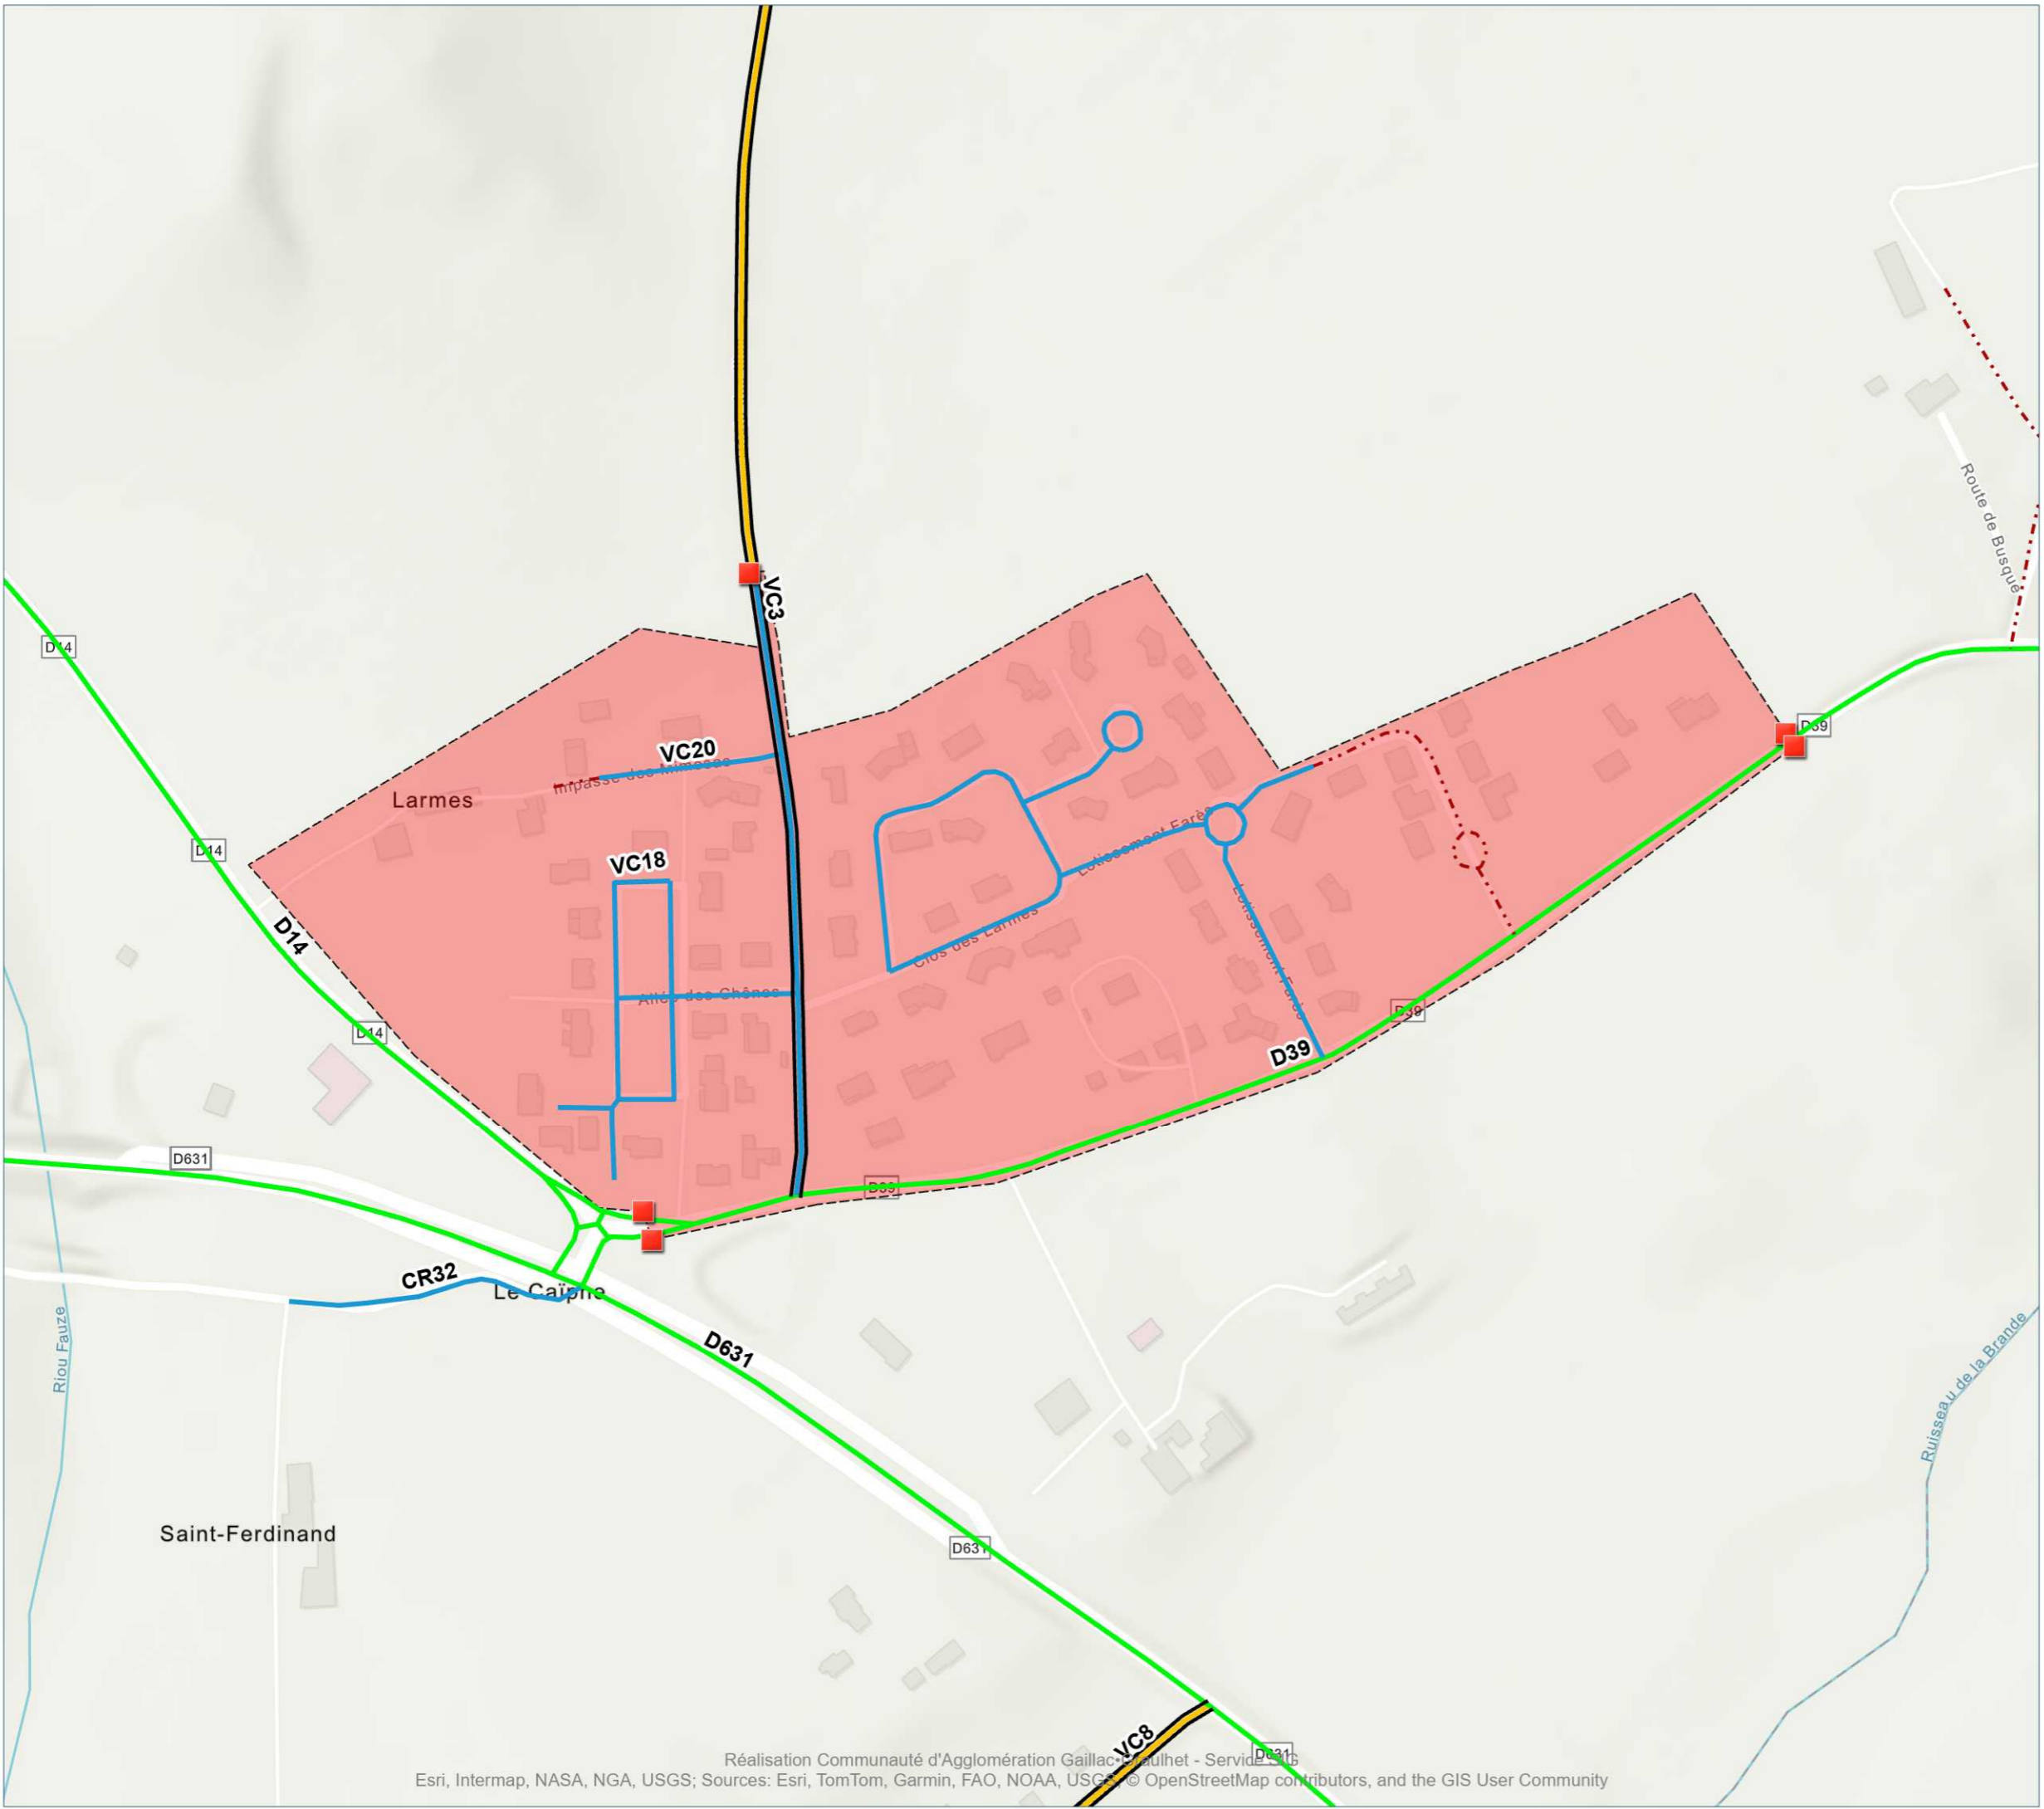 Route de Busque
VC3
D14
D39
VC20
Impasse des Mimosas
Larmes
Lotissement Farès
D14
VC18
Clos des Larmes
Lotissement Farès
D14
Allée des Chênes
D39
D14
D39
D631
D39
CR32
Le Caïphe
D631
Riou Fauze
Ruisseau de la Brande
Saint-Ferdinand
D631
VC8
D631
Réalisation Communauté d'Agglomération Gaillac•Graulhet - Service SIG
Esri, Intermap, NASA, NGA, USGS; Sources: Esri, TomTom, Garmin, FAO, NOAA, USGS, © OpenStreetMap contributors, and the GIS User Community